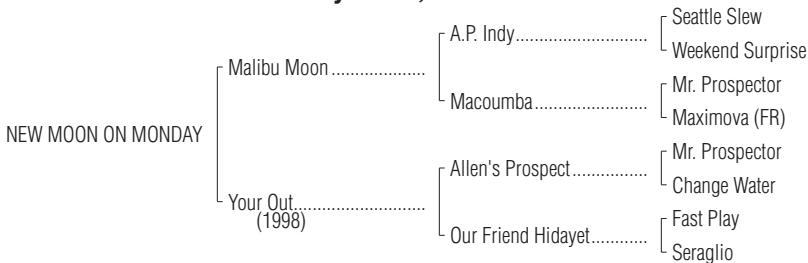 Seattle Slew
A.P. Indy
Weekend Surprise
Malibu Moon
Mr. Prospector
Macoumba
Maximova (FR)
NEW MOON ON MONDAY
Mr. Prospector
Allen's Prospect
Change Water
Your Out
(1998)
Fast Play
Our Friend Hidayet
Seraglio